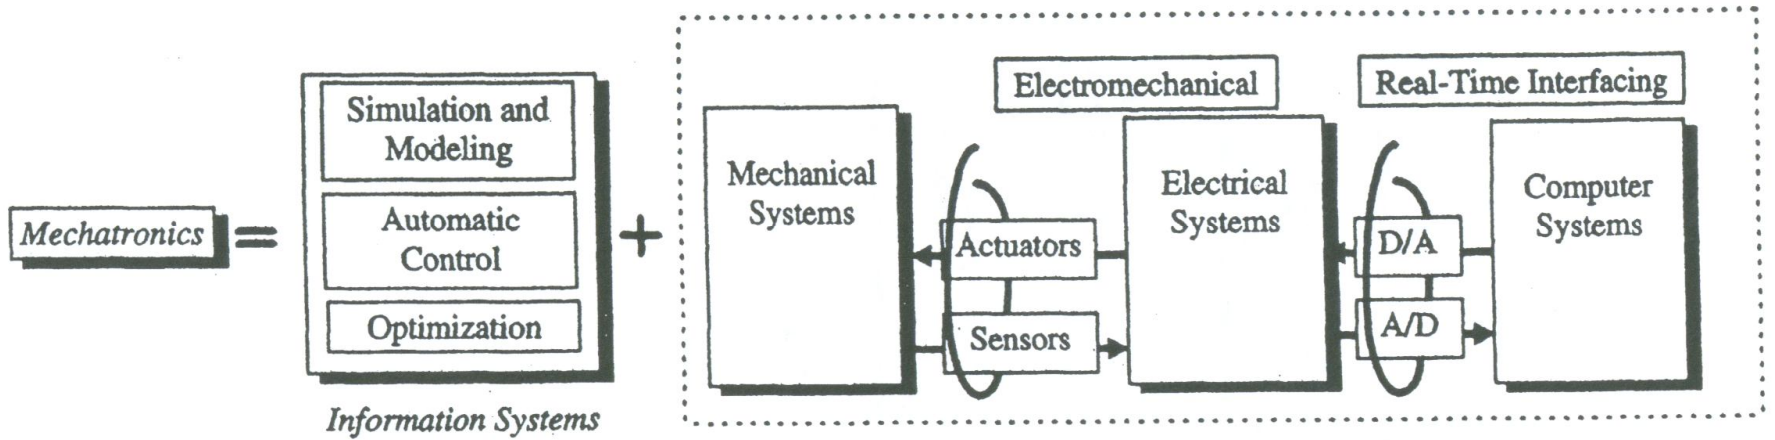 Mechatronics
=
Simulation and
Modeling
Automatic
Control
Optimization
Information Systems
+
Mechanical
Systems
Electromechanical
Actuators
Sensors
Electrical
Systems
Real-Time Interfacing
D/A
A/D
Computer
Systems